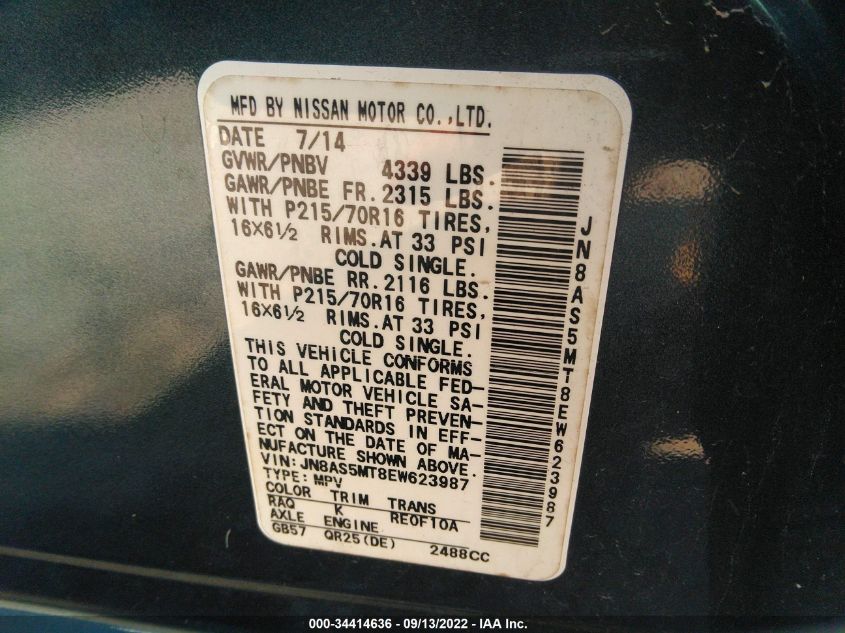 MFD BY NISSAN MOTOR CO.,LTD.
DATE 7/14
GVWR/PNBV 4339 LBS.
GAWR/PNBE FR. 2315 LBS.
WITH P215/70R16 TIRES,
16X6½ RIMS. AT 33 PSI
COLD SINGLE.
GAWR/PNBE RR. 2116 LBS.
WITH P215/70R16 TIRES,
16X6½ RIMS. AT 33 PSI
COLD SINGLE.
THIS VEHICLE CONFORMS
TO ALL APPLICABLE FED-
ERAL MOTOR VEHICLE SA-
FETY AND THEFT PREVEN-
TION STANDARDS IN EFF-
ECT ON THE DATE OF MA-
NUFACTURE SHOWN ABOVE.
VIN: JN8AS5MT8EW623987
TYPE: MPV
COLOR TRIM TRANS
RAQ K RE0F10A
AXLE ENGINE
GB57 QR25(DE) 2488CC
JN8AS5MT8EW623987
000-34414636 - 09/13/2022 - IAA Inc.